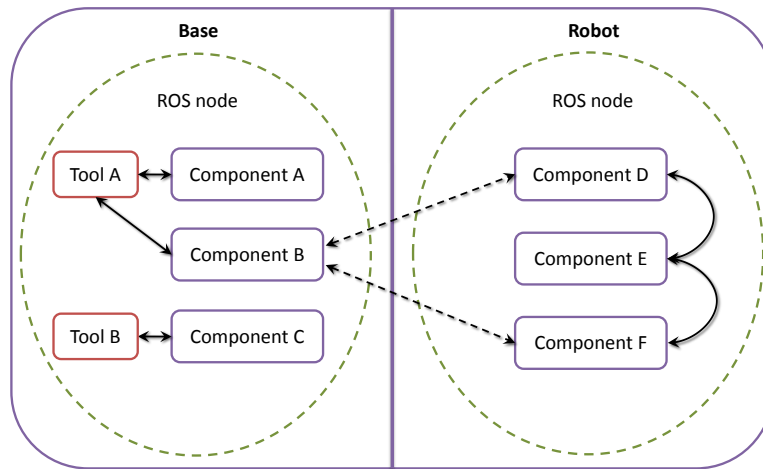 Base
Robot
ROS node
ROS node
Tool A
Component A
Component D
Component B
Component E
Tool B
Component C
Component F